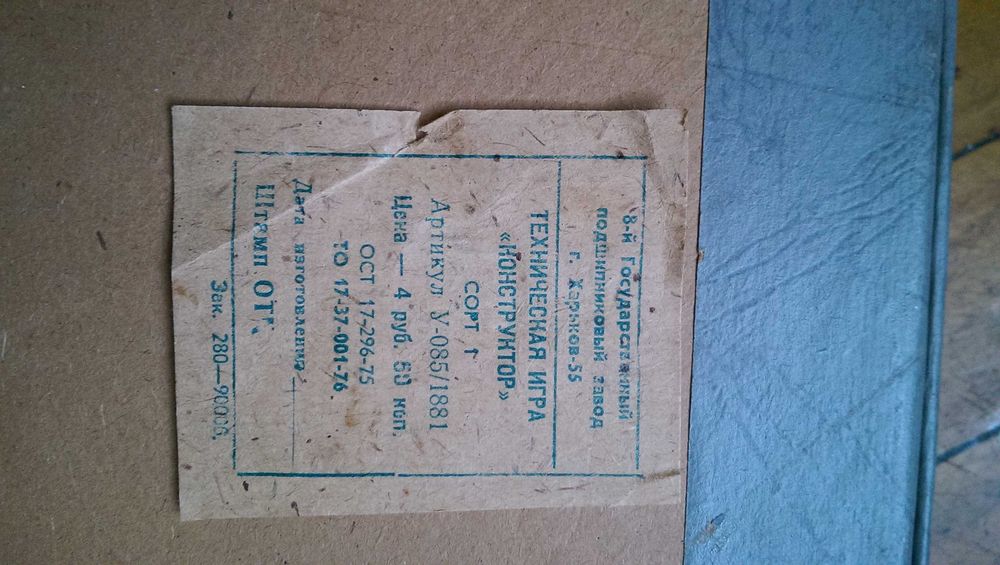 8-й Государственный
подшипниковый завод
г. Харьков-55
ТЕХНИЧЕСКАЯ ИГРА
«КОНСТРУКТОР»
СОРТ 1
Артикул У-085/1881
Цена — 4 руб. 60 коп.
ОСТ 17-296-75
ТО 17-37-001-76
Дата изготовления
Штамп ОТК
Зак. 280—90000.